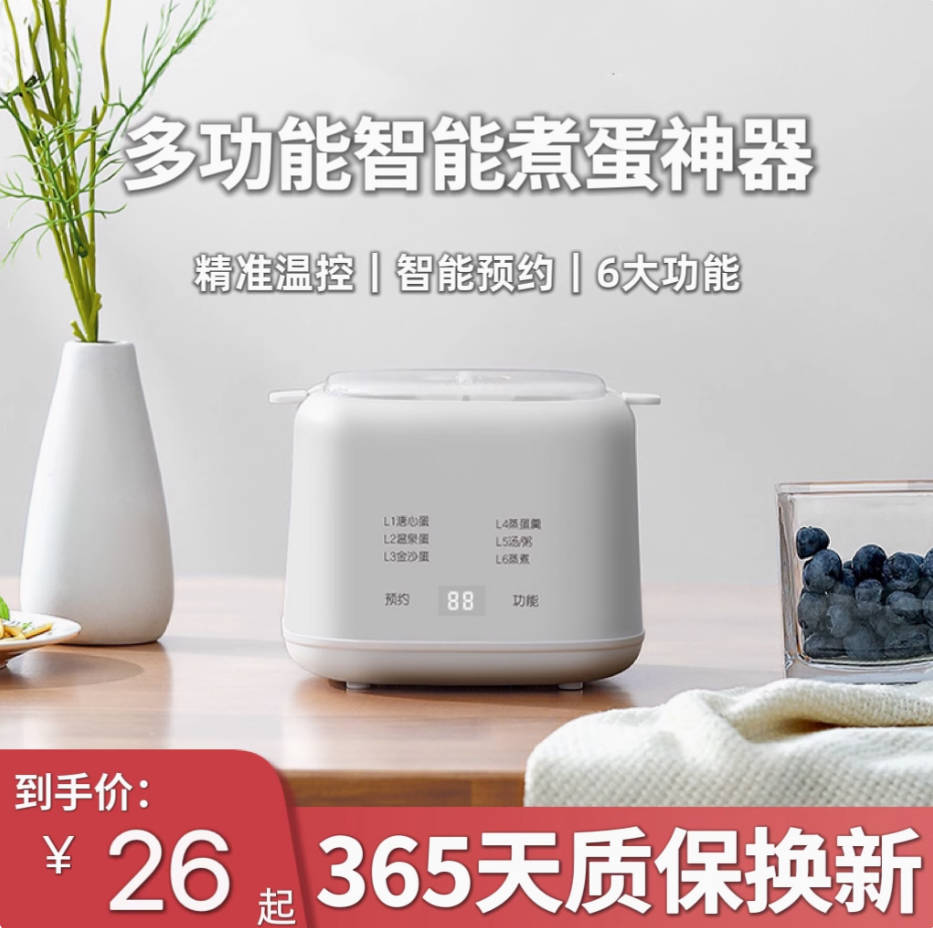 多功能智能煮蛋神器
精准温控 | 智能预约 | 6大功能
L1溏心蛋
L2温泉蛋
L3金沙蛋
L4蒸蛋羹
L5汤/粥
L6蒸煮
预约 88 功能
到手价：
¥ 26 起
365天质保换新